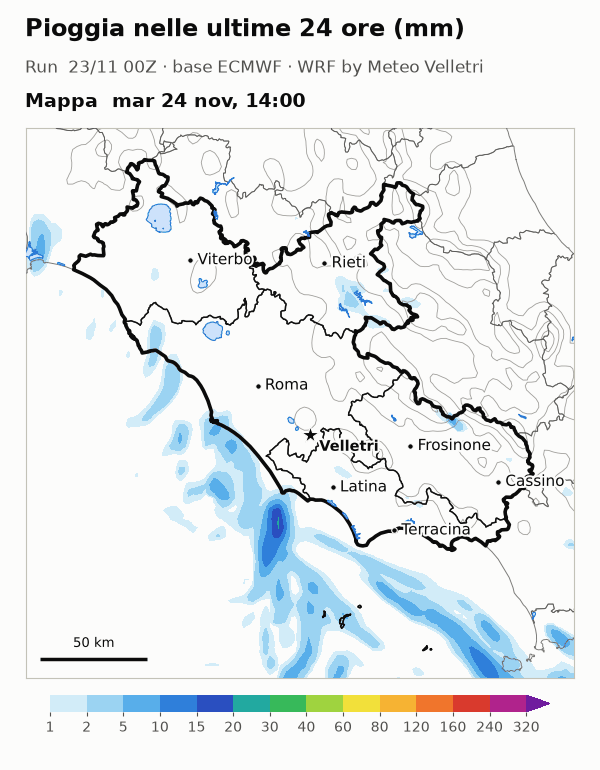 Pioggia nelle ultime 24 ore (mm)
Run  23/11 00Z · base ECMWF · WRF by Meteo Velletri
Mappa  mar 24 nov, 14:00
Viterbo
Rieti
Roma
Velletri
Frosinone
Cassino
Latina
Terracina
50 km
1 2 5 10 15 20 30 40 60 80 120 160 240 320